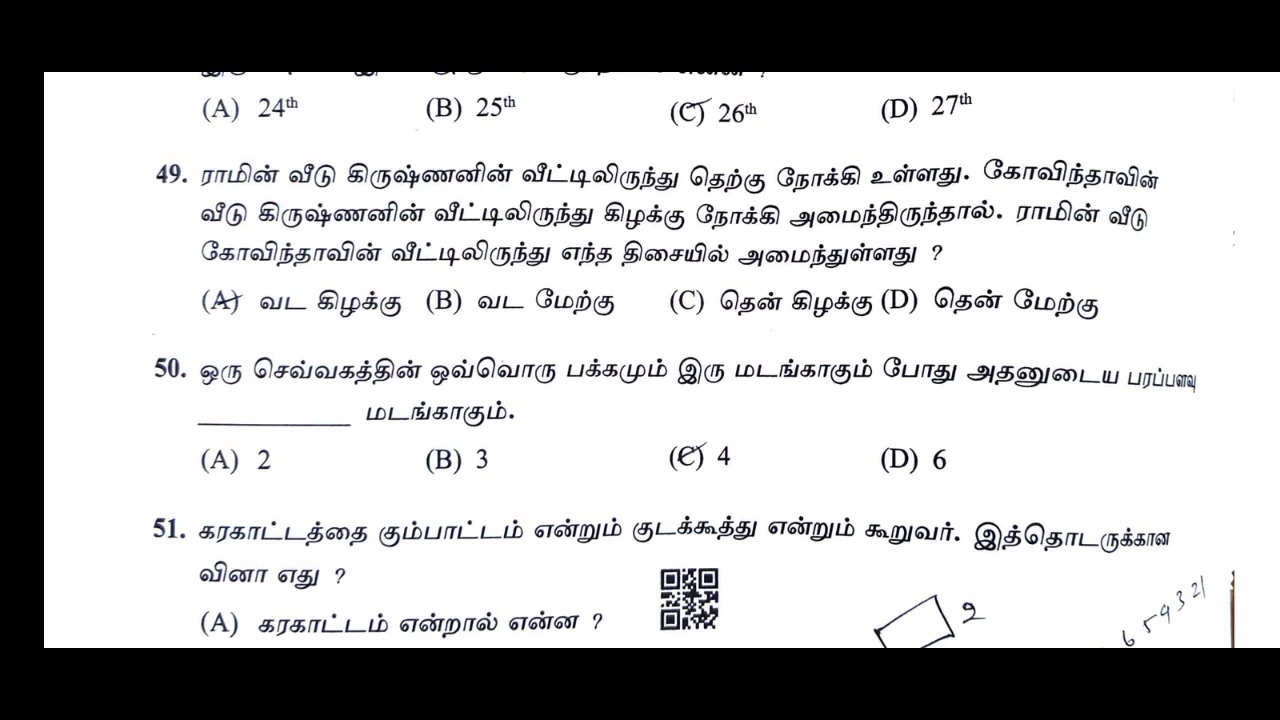 (A) 24th (B) 25th (C) 26th (D) 27th
49. ராமின் வீடு கிருஷ்ணனின் வீட்டிலிருந்து தெற்கு நோக்கி உள்ளது. கோவிந்தாவின்
வீடு கிருஷ்ணனின் வீட்டிலிருந்து கிழக்கு நோக்கி அமைந்திருந்தால். ராமின் வீடு
கோவிந்தாவின் வீட்டிலிருந்து எந்த திசையில் அமைந்துள்ளது ?
(A) வட கிழக்கு (B) வட மேற்கு (C) தென் கிழக்கு (D) தென் மேற்கு
50. ஒரு செவ்வகத்தின் ஒவ்வொரு பக்கமும் இரு மடங்காகும் போது அதனுடைய பரப்பளவு
____________ மடங்காகும்.
(A) 2 (B) 3 (C) 4 (D) 6
51. கரகாட்டத்தை கும்பாட்டம் என்றும் குடக்கூத்து என்றும் கூறுவர். இத்தொடருக்கான
வினா எது ?
(A) கரகாட்டம் என்றால் என்ன ?
2